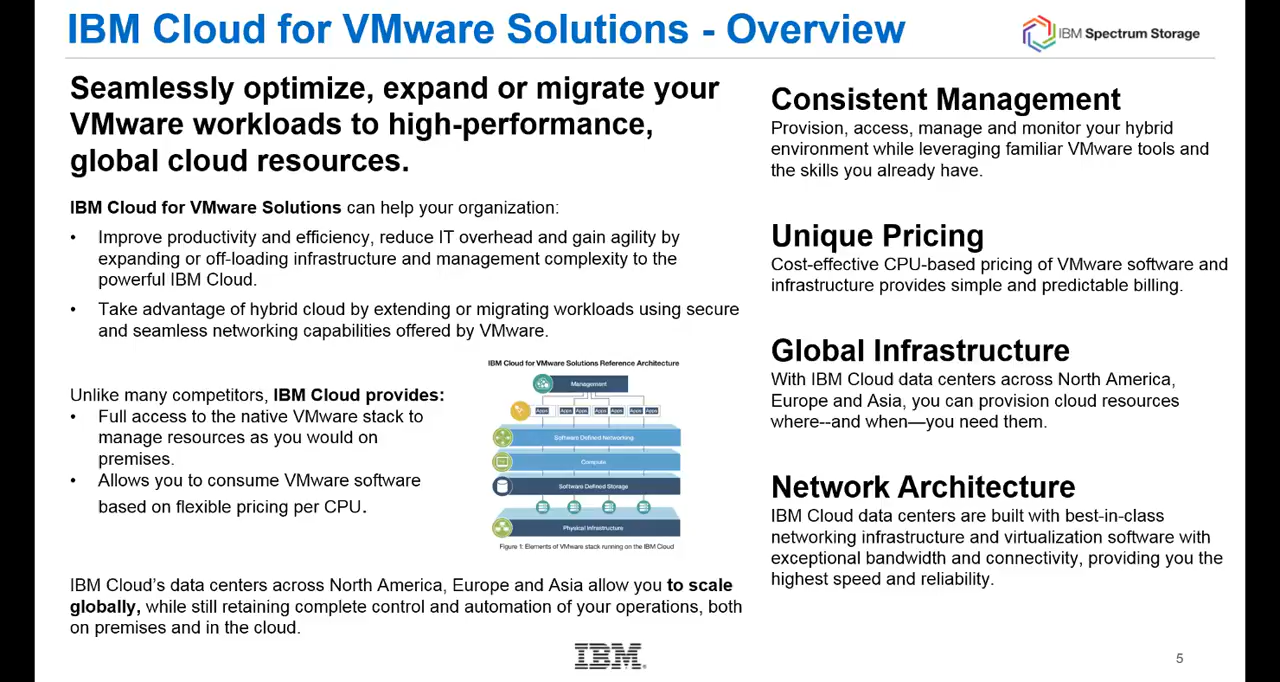 IBM Cloud for VMware Solutions - Overview
IBM Spectrum Storage
Seamlessly optimize, expand or migrate your
VMware workloads to high-performance,
global cloud resources.
IBM Cloud for VMware Solutions can help your organization:
• Improve productivity and efficiency, reduce IT overhead and gain agility by
expanding or off-loading infrastructure and management complexity to the
powerful IBM Cloud.
• Take advantage of hybrid cloud by extending or migrating workloads using secure
and seamless networking capabilities offered by VMware.
Unlike many competitors, IBM Cloud provides:
• Full access to the native VMware stack to
manage resources as you would on
premises.
• Allows you to consume VMware software
based on flexible pricing per CPU.
IBM Cloud for VMware Solutions Reference Architecture
Management
Apps Apps Apps Apps Apps Apps Apps
Software Defined Networking
Compute
Software Defined Storage
Physical Infrastructure
Figure 1: Elements of VMware stack running on the IBM Cloud
IBM Cloud’s data centers across North America, Europe and Asia allow you to scale
globally, while still retaining complete control and automation of your operations, both
on premises and in the cloud.
Consistent Management
Provision, access, manage and monitor your hybrid
environment while leveraging familiar VMware tools and
the skills you already have.
Unique Pricing
Cost-effective CPU-based pricing of VMware software and
infrastructure provides simple and predictable billing.
Global Infrastructure
With IBM Cloud data centers across North America,
Europe and Asia, you can provision cloud resources
where--and when—you need them.
Network Architecture
IBM Cloud data centers are built with best-in-class
networking infrastructure and virtualization software with
exceptional bandwidth and connectivity, providing you the
highest speed and reliability.
IBM®
5